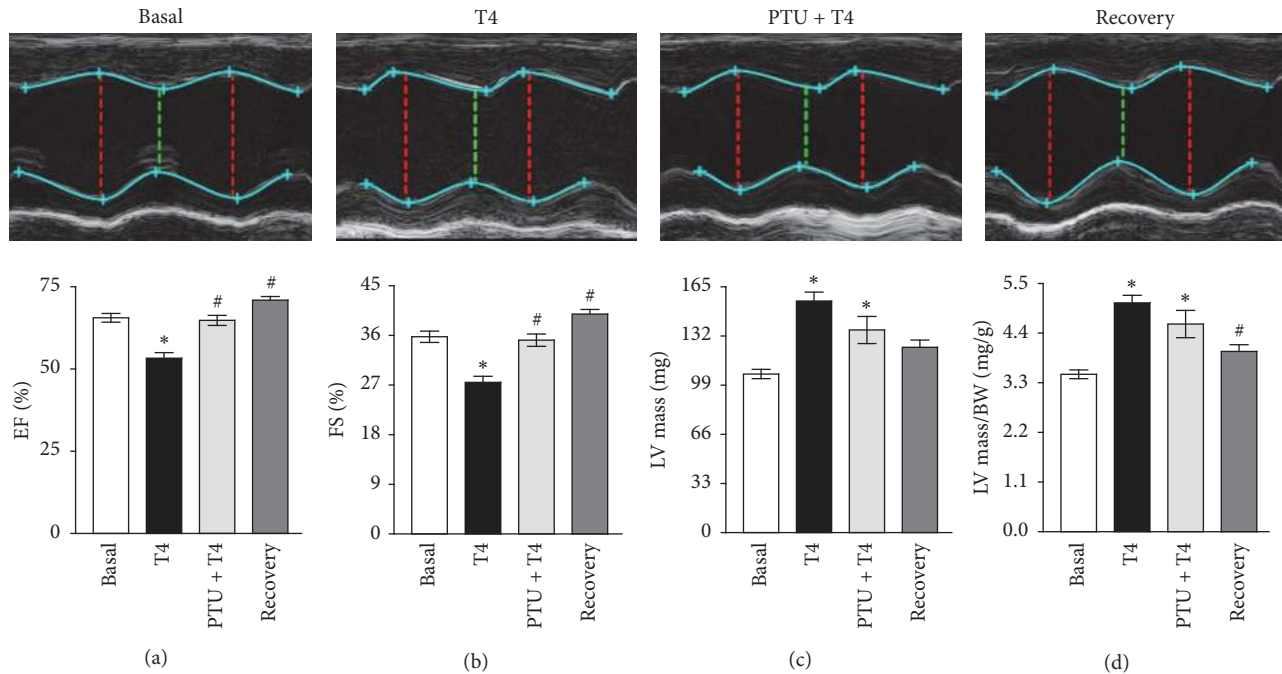 Basal
T4
PTU + T4
Recovery
75
50
25
0
EF (%)
*
#
#
Basal
T4
PTU + T4
Recovery
(a)
45
36
27
18
9
0
FS (%)
*
#
#
Basal
T4
PTU + T4
Recovery
(b)
165
132
99
66
33
0
LV mass (mg)
*
*
Basal
T4
PTU + T4
Recovery
(c)
5.5
4.4
3.3
2.2
1.1
0.0
LV mass/BW (mg/g)
*
*
#
Basal
T4
PTU + T4
Recovery
(d)